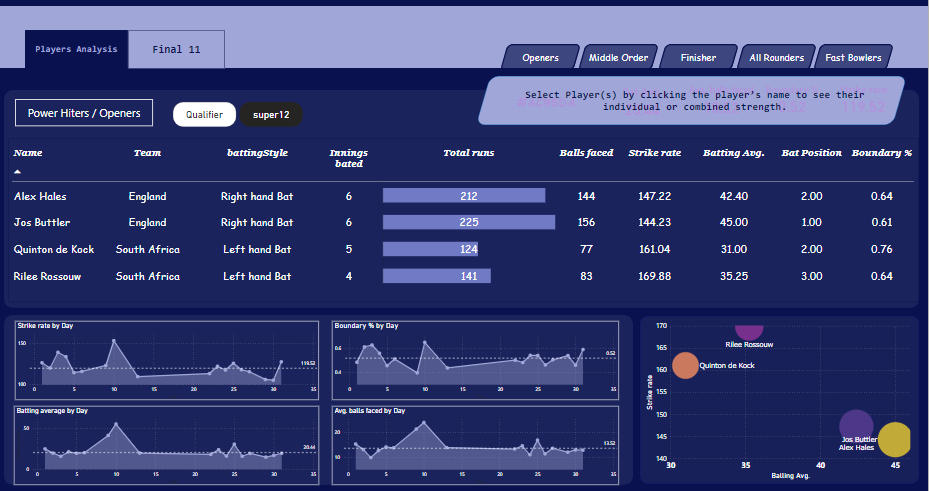 Players Analysis
Final 11
Openers
Middle Order
Finisher
All Rounders
Fast Bowlers
Select Player(s) by clicking the player's name to see their
individual or combined strength.
119.52
Power Hiters / Openers
Qualifier
super12
Name Team battingStyle Innings bated Total runs Balls faced Strike rate Batting Avg. Bat Position Boundary %
Alex Hales England Right hand Bat 6 212 144 147.22 42.40 2.00 0.64
Jos Buttler England Right hand Bat 6 225 156 144.23 45.00 1.00 0.61
Quinton de Kock South Africa Left hand Bat 5 124 77 161.04 31.00 2.00 0.76
Rilee Rossouw South Africa Left hand Bat 4 141 83 169.88 35.25 3.00 0.64
Strike rate by Day
150
119.52
100
0 5 10 15 20 25 30 35
Boundary % by Day
0.6
0.52
0.4
0 5 10 15 20 25 30 35
Batting average by Day
50
20.44
0
0 5 10 15 20 25 30 35
Avg. balls faced by Day
20
13.52
10
0 5 10 15 20 25 30 35
Strike rate
170
165
160
155
150
145
140
Rilee Rossouw
Quinton de Kock
Jos Buttler
Alex Hales
30 35 40 45
Balling Avg.